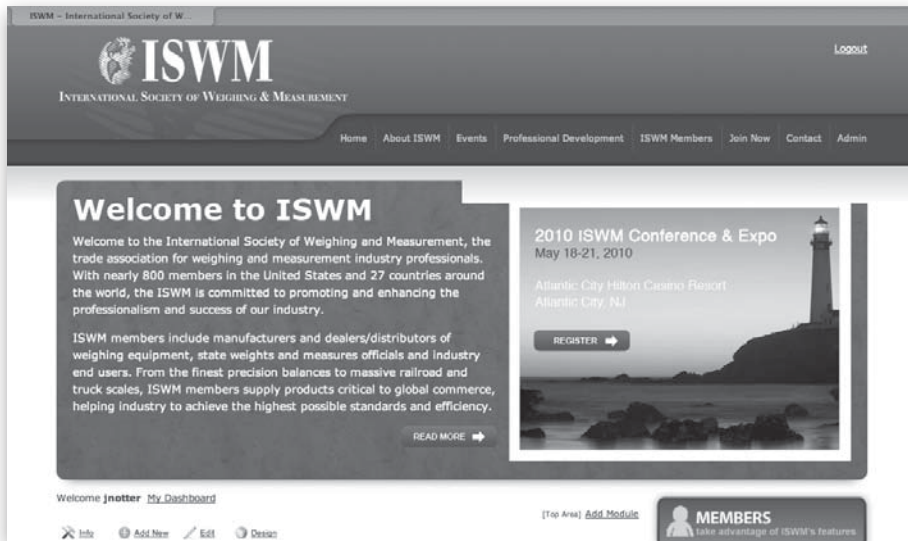 ISWM – International Society of W...
ISWM
INTERNATIONAL SOCIETY OF WEIGHING & MEASUREMENT
Logout
Home About ISWM Events Professional Development ISWM Members Join Now Contact Admin
Welcome to ISWM
Welcome to the International Society of Weighing and Measurement, the
trade association for weighing and measurement industry professionals.
With nearly 800 members in the United States and 27 countries around
the world, the ISWM is committed to promoting and enhancing the
professionalism and success of our industry.
ISWM members include manufacturers and dealers/distributors of
weighing equipment, state weights and measures officials and industry
end users. From the finest precision balances to massive railroad and
truck scales, ISWM members supply products critical to global commerce,
helping industry to achieve the highest possible standards and efficiency.
READ MORE
2010 ISWM Conference & Expo
May 18-21, 2010
Atlantic City Hilton Casino Resort
Atlantic City, NJ
REGISTER
Welcome jnotter My Dashboard
Info Add New Edit Design
[Top Area] Add Module
MEMBERS
take advantage of ISWM's features